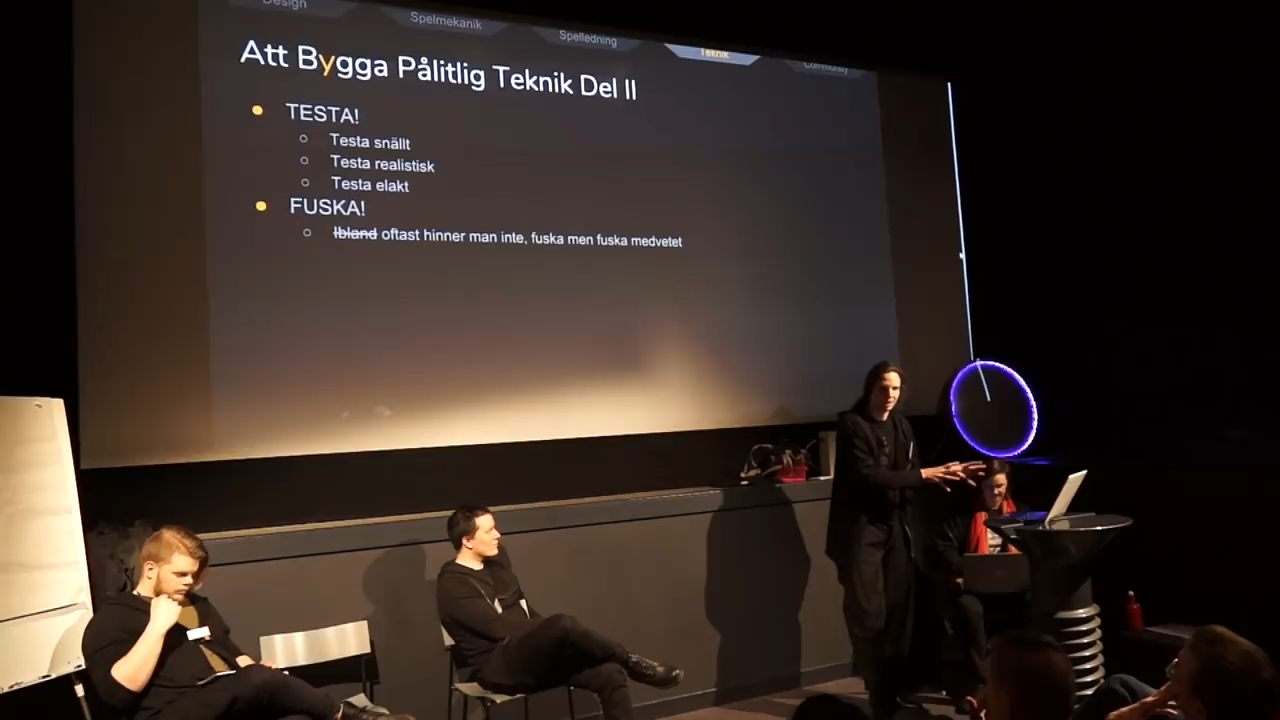 Design
Spelmekanik
Spelledning
Teknik
Community
Att Bygga Pålitlig Teknik Del II
TESTA!
Testa snällt
Testa realistisk
Testa elakt
FUSKA!
Ibland oftast hinner man inte, fuska men fuska medvetet